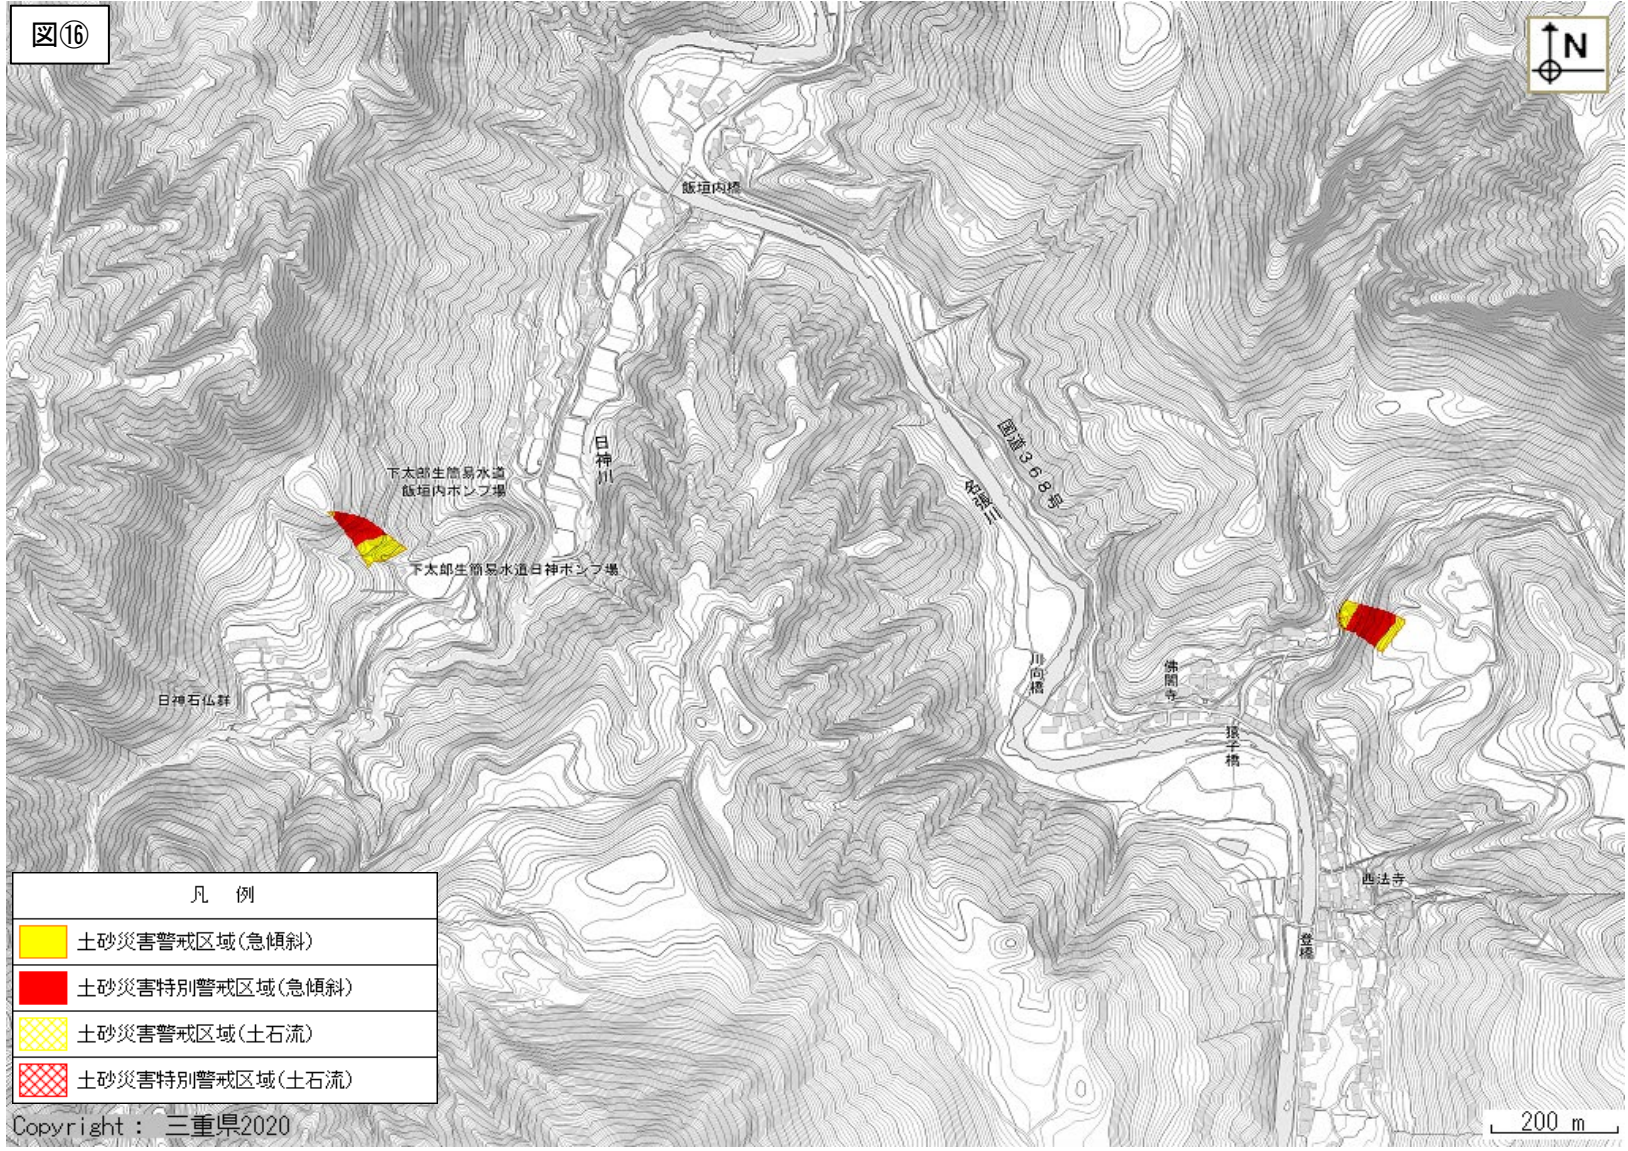 図⑯
N
飯垣内橋
下太郎生簡易水道
飯垣内ポンプ場
日神川
国道368号
名張川
下太郎生簡易水道日神ポンプ場
川向橋
佛閣寺
日神石仏群
猿子橋
西法寺
登橋
凡 例
土砂災害警戒区域(急傾斜)
土砂災害特別警戒区域(急傾斜)
土砂災害警戒区域(土石流)
土砂災害特別警戒区域(土石流)
Copyright : 三重県2020
200 m